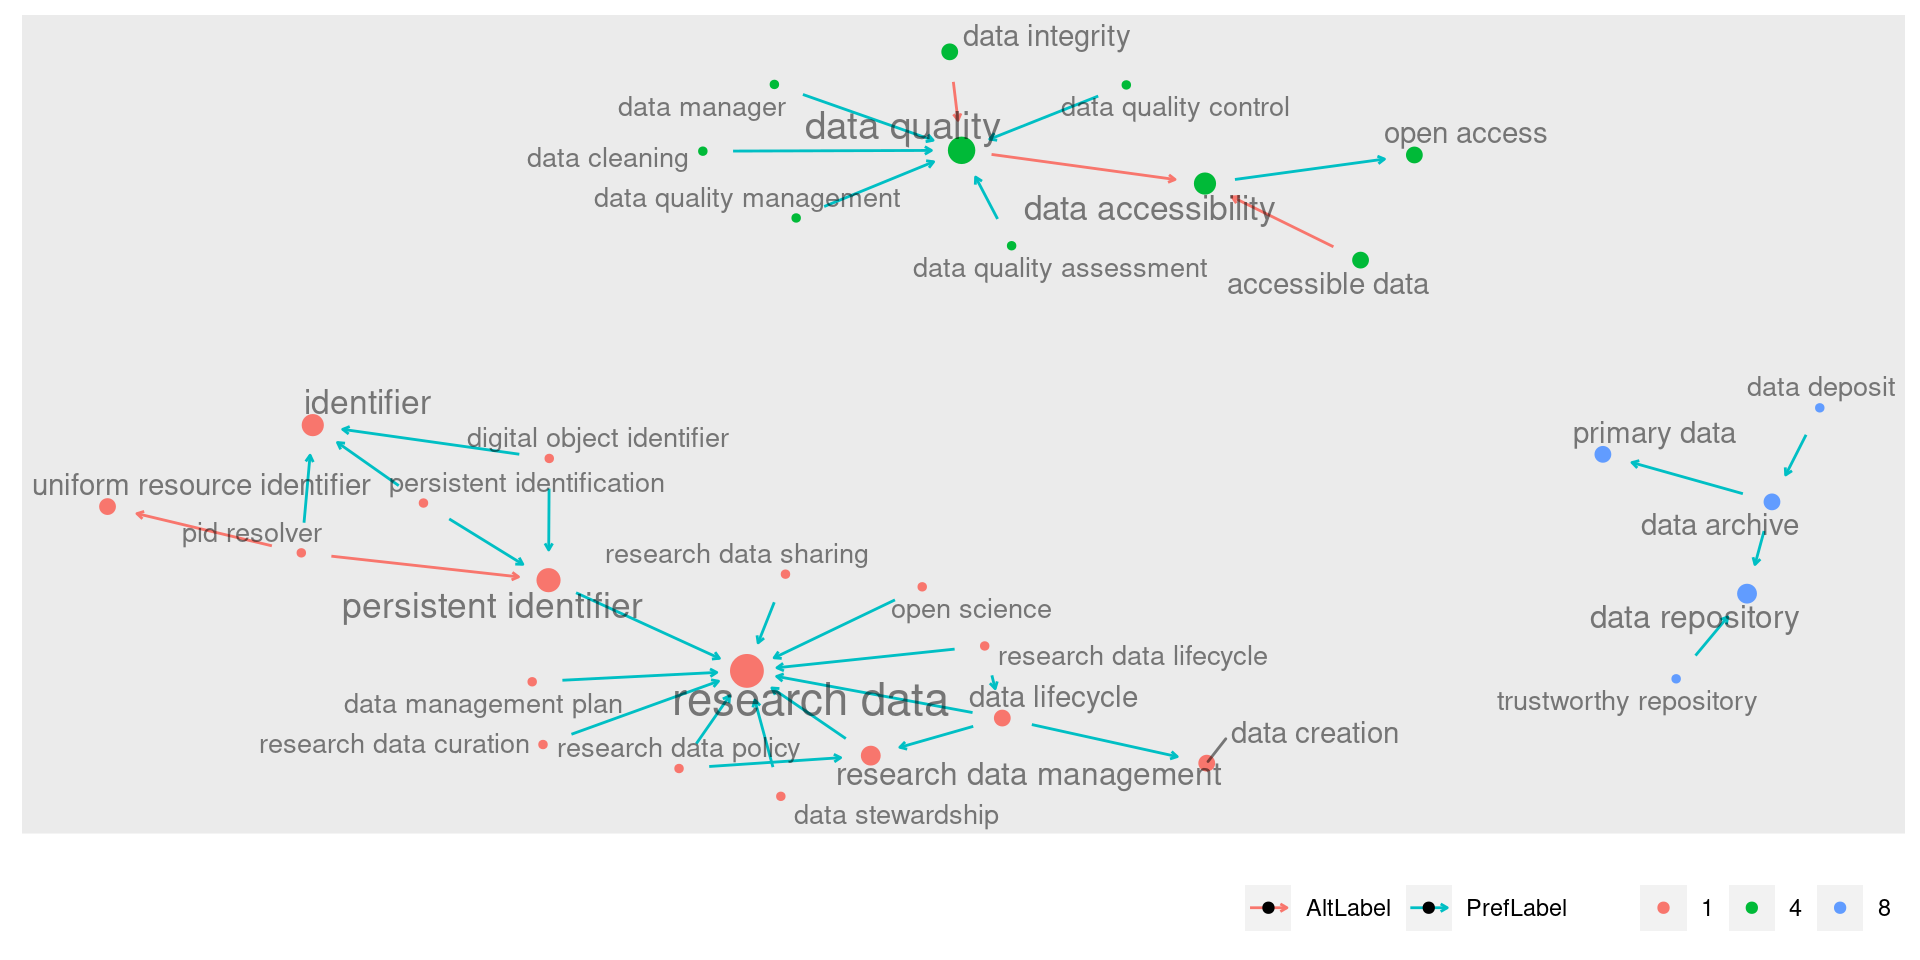 data integrity
data manager
data quality control
data quality
open access
data cleaning
data quality management
data accessibility
data quality assessment
accessible data
identifier
data deposit
digital object identifier
primary data
uniform resource identifier
persistent identification
pid resolver
data archive
research data sharing
persistent identifier
open science
data repository
research data lifecycle
research data
data lifecycle
data management plan
trustworthy repository
research data curation
research data policy
data creation
research data management
data stewardship
AltLabel
PrefLabel
1
4
8